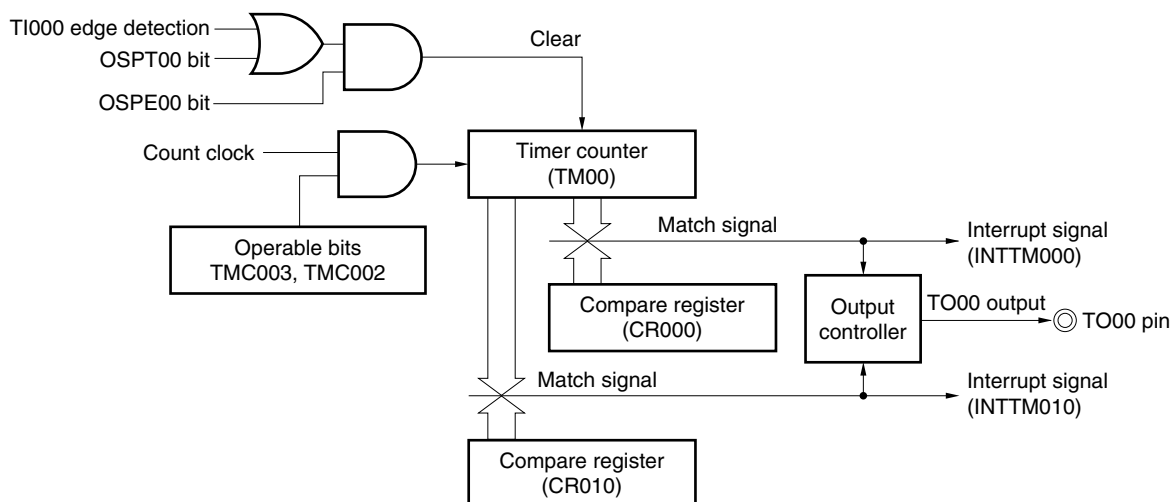 TI000 edge detection
OSPT00 bit
OSPE00 bit
Clear
Count clock
Timer counter
(TM00)
Operable bits
TMC003, TMC002
Match signal
Interrupt signal
(INTTM000)
Compare register
(CR000)
Output
controller
TO00 output
TO00 pin
Match signal
Interrupt signal
(INTTM010)
Compare register
(CR010)